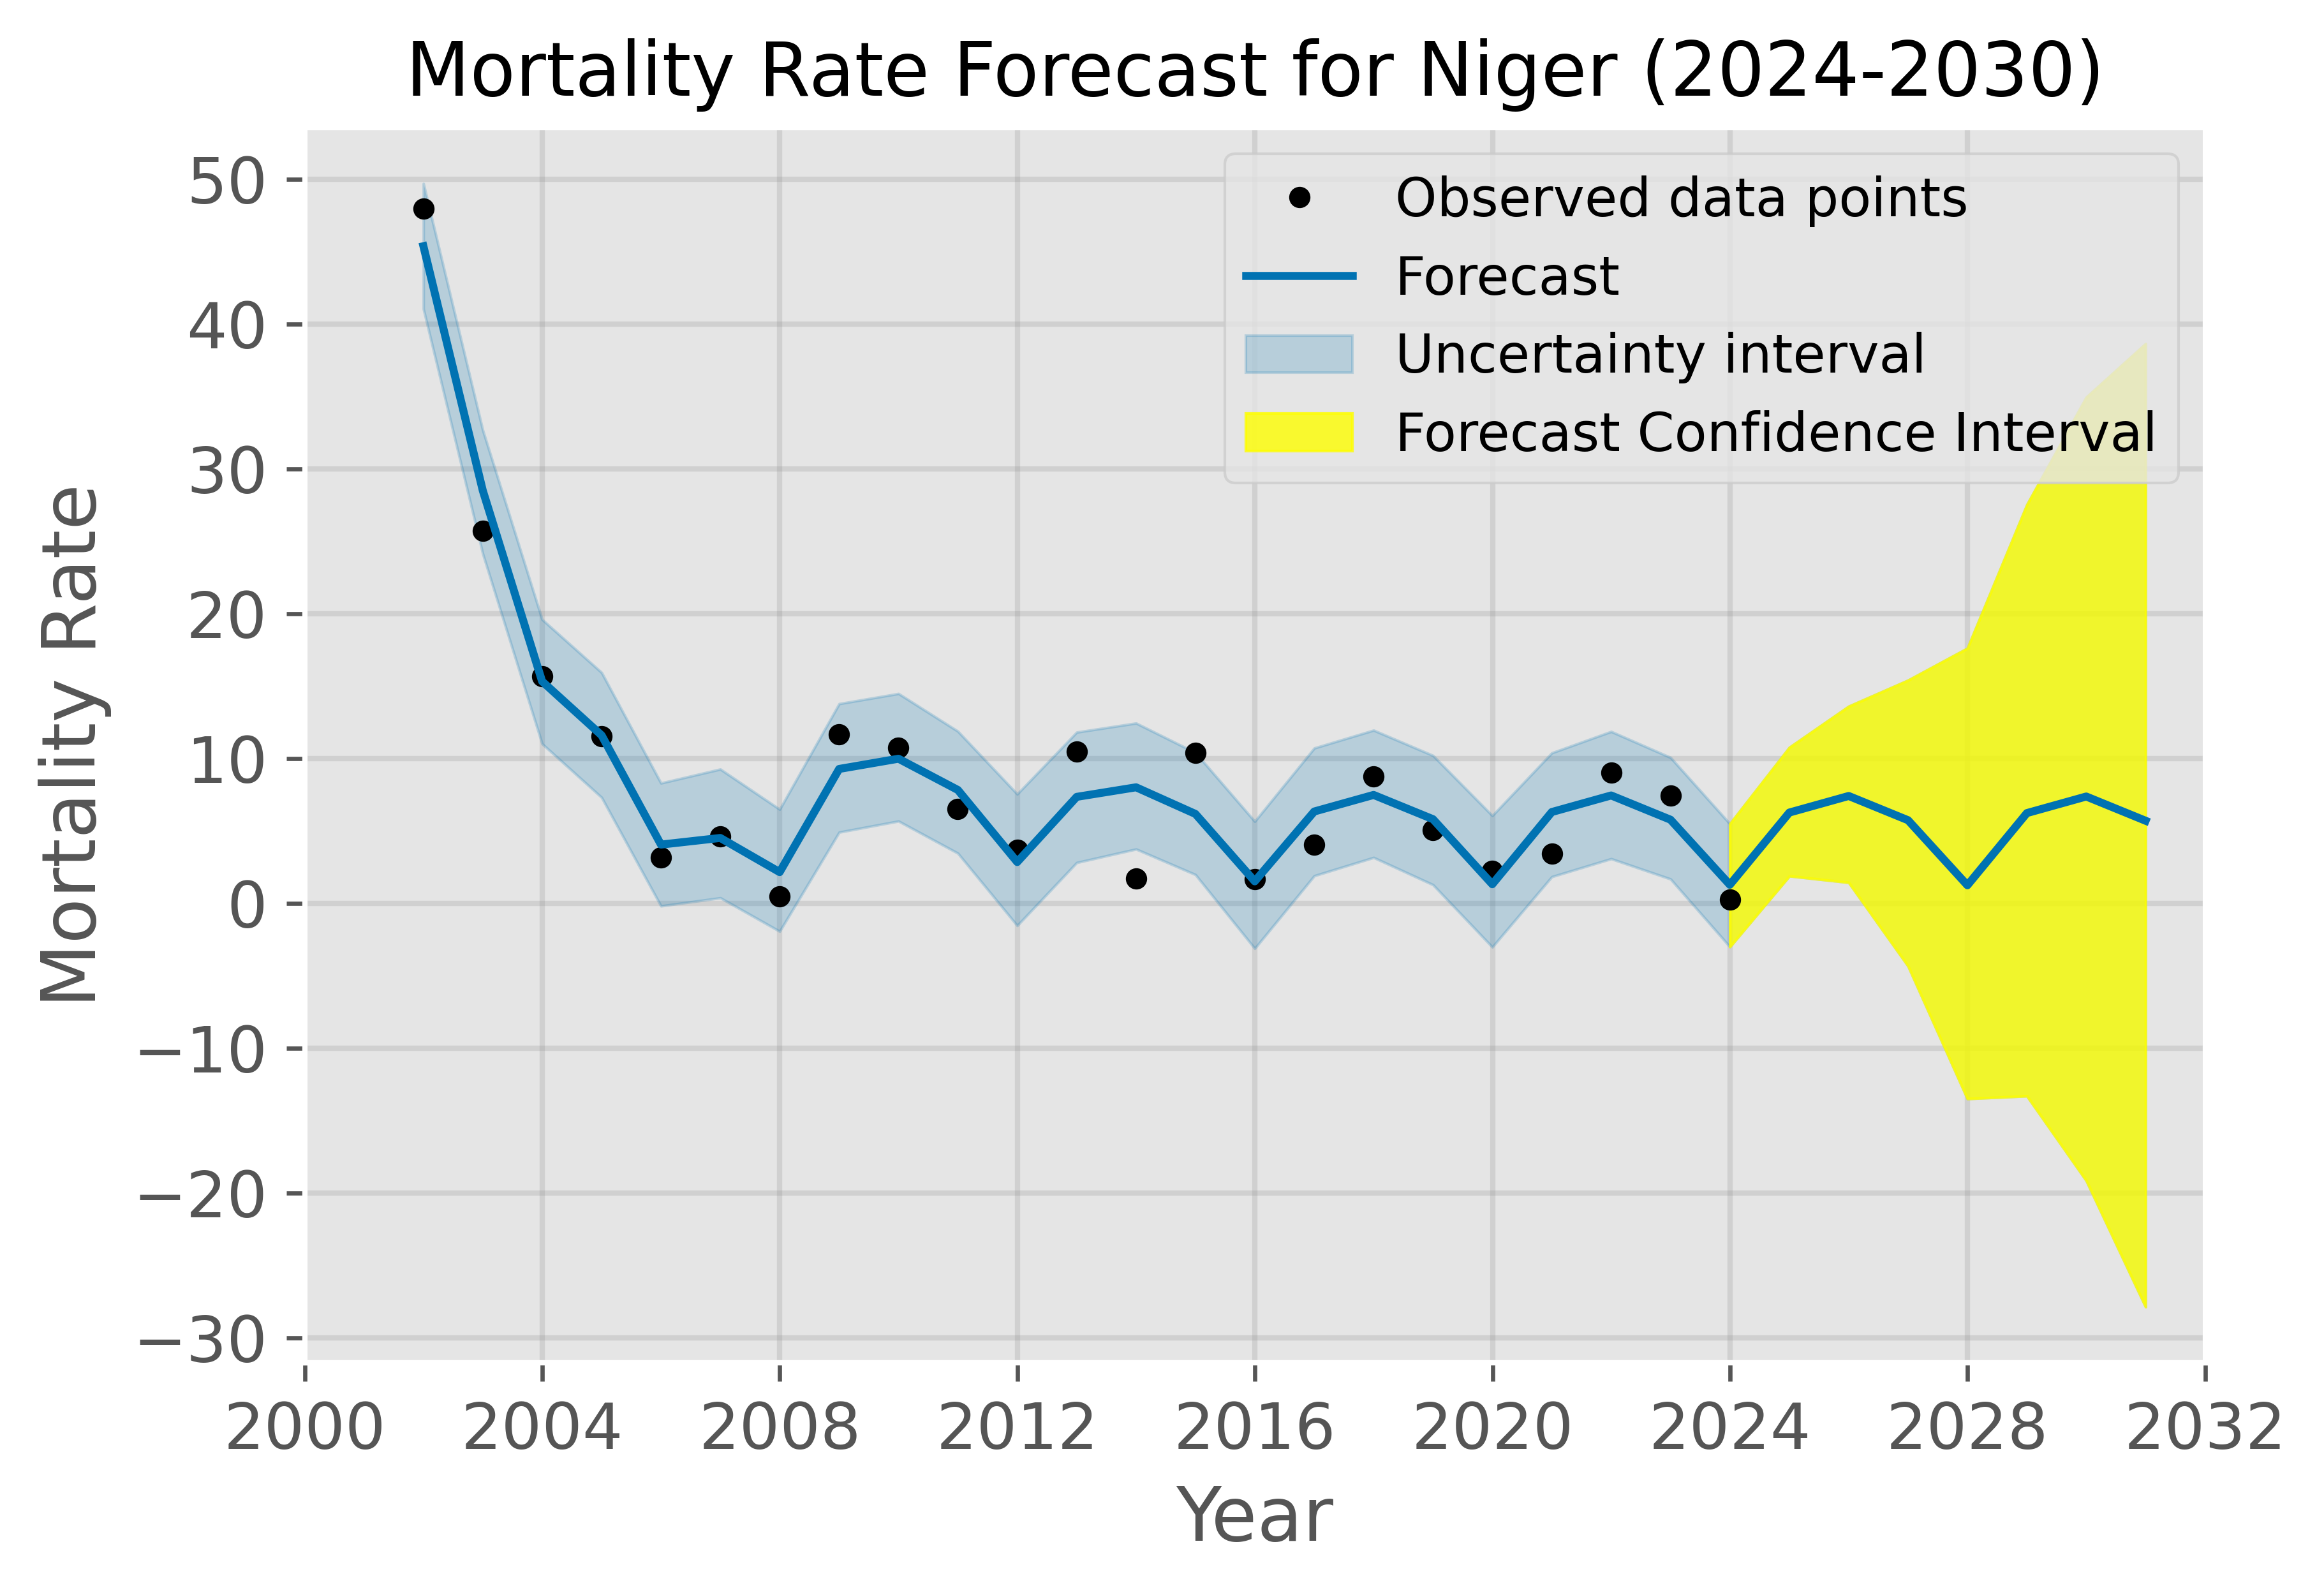 Mortality Rate Forecast for Niger (2024-2030)
Observed data points
Forecast
Uncertainty interval
Forecast Confidence Interval
Mortality Rate
50
40
30
20
10
0
−10
−20
−30
2000 2004 2008 2012 2016 2020 2024 2028 2032
Year